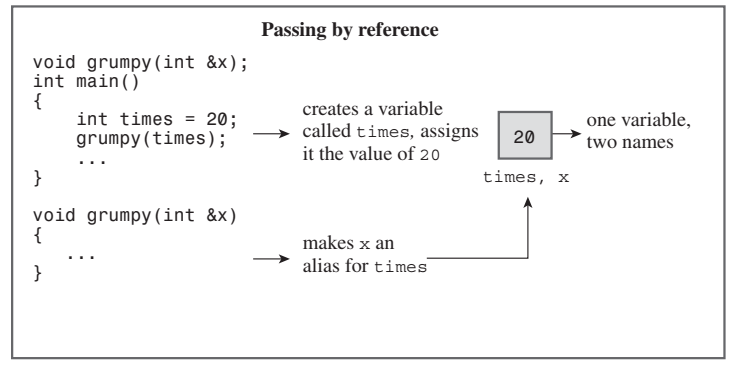 Passing by reference
void grumpy(int &x);
int main()
{
    int times = 20;
    grumpy(times);
    ...
}
creates a variable
called times, assigns
it the value of 20
20
times, x
one variable,
two names
void grumpy(int &x)
{
    ...
}
makes x an
alias for times